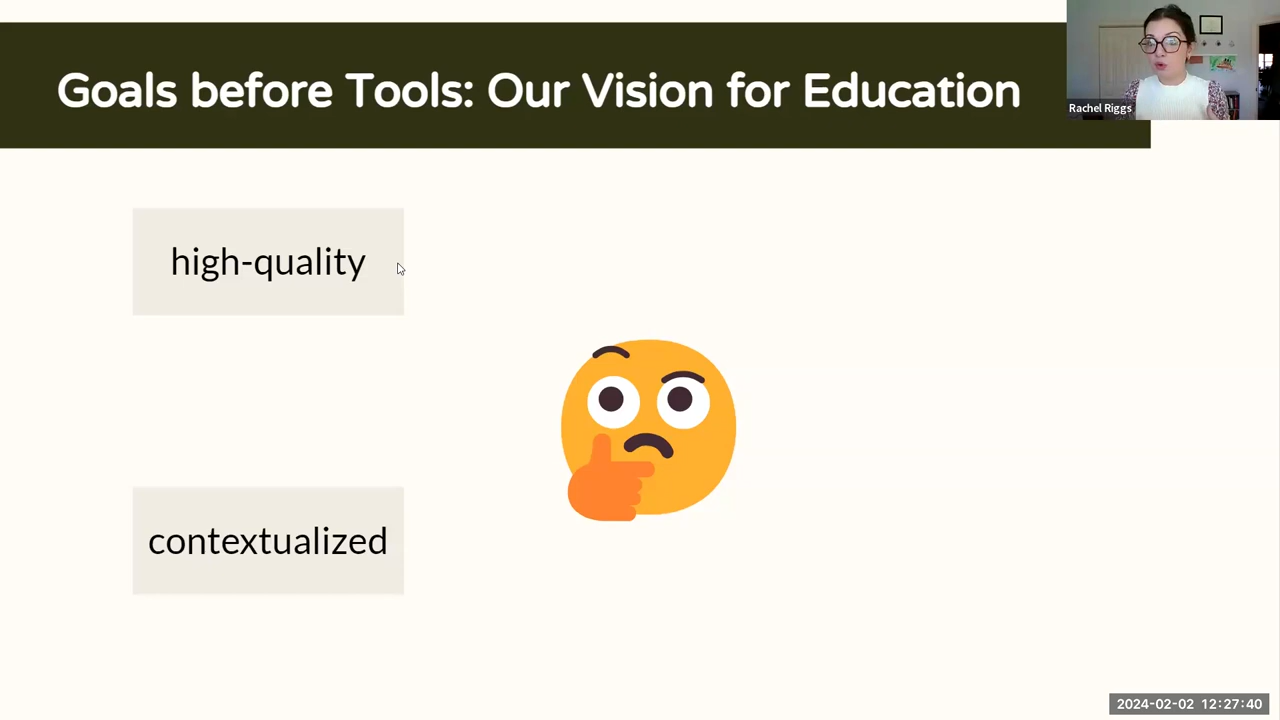 Goals before Tools: Our Vision for Education
Rachel Riggs
high-quality
contextualized
2024-02-02 12:27:40